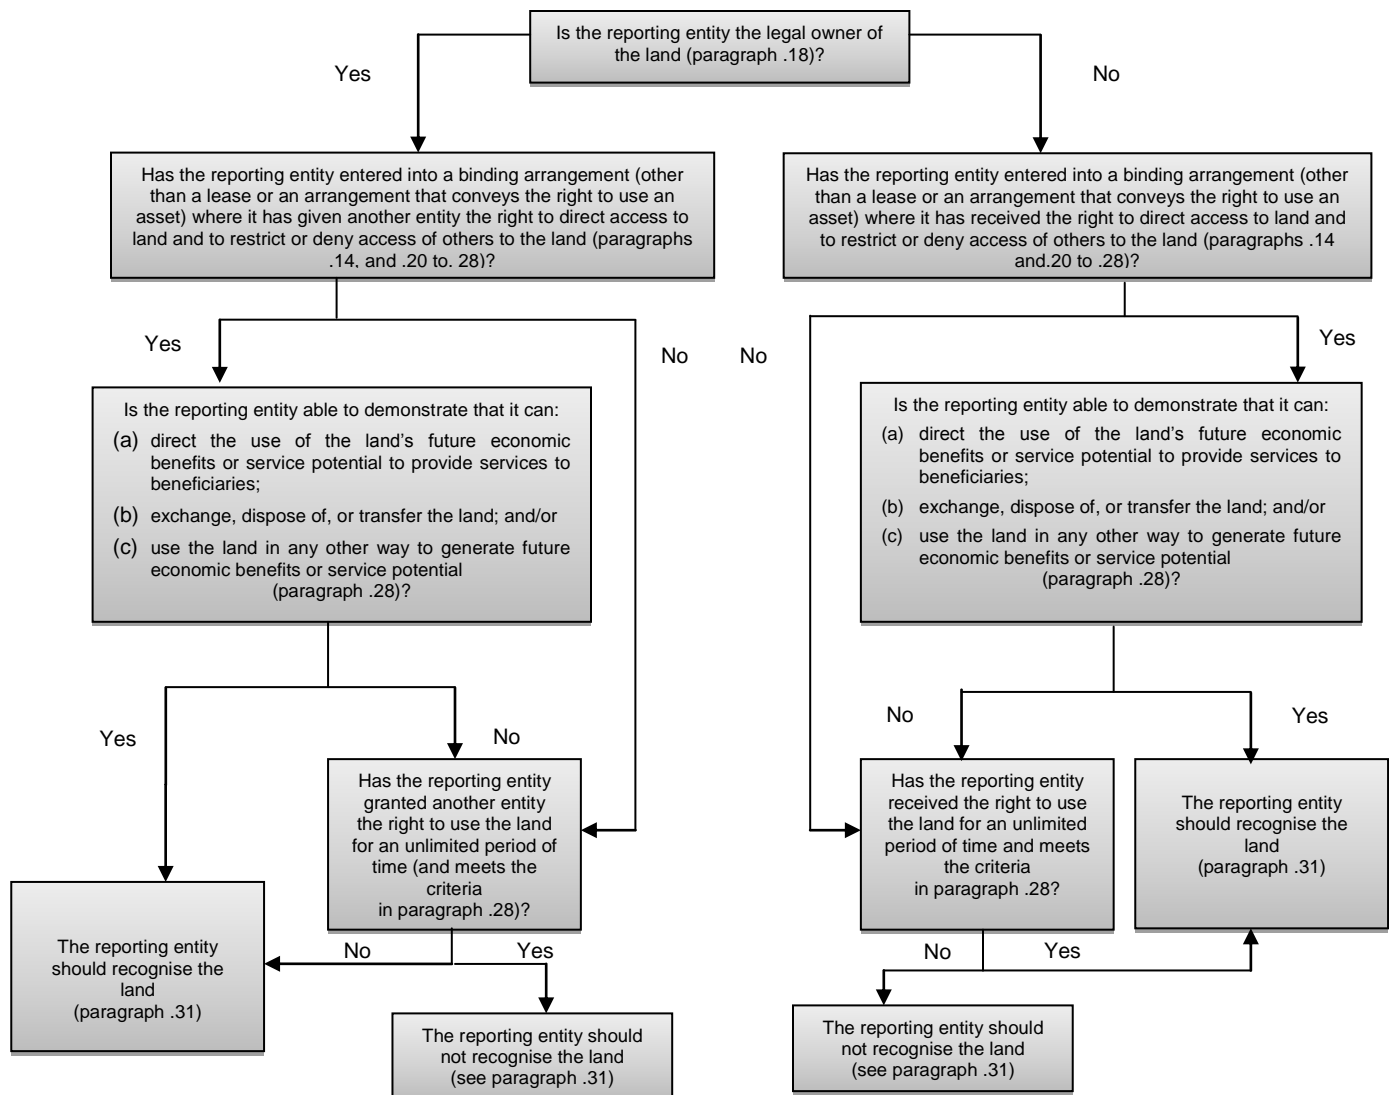 Is the reporting entity the legal owner of
the land (paragraph .18)?
Yes
No
Has the reporting entity entered into a binding arrangement (other
than a lease or an arrangement that conveys the right to use an
asset) where it has given another entity the right to direct access to
land and to restrict or deny access of others to the land (paragraphs
.14, and .20 to. 28)?
Has the reporting entity entered into a binding arrangement (other
than a lease or an arrangement that conveys the right to use an
asset) where it has received the right to direct access to land and
to restrict or deny access of others to the land (paragraphs .14
and.20 to .28)?
Yes
No
No
Yes
Is the reporting entity able to demonstrate that it can:
(a) direct the use of the land's future economic
benefits or service potential to provide services to
beneficiaries;
(b) exchange, dispose of, or transfer the land; and/or
(c) use the land in any other way to generate future
economic benefits or service potential
(paragraph .28)?
Is the reporting entity able to demonstrate that it can:
(a) direct the use of the land's future economic
benefits or service potential to provide services to
beneficiaries;
(b) exchange, dispose of, or transfer the land; and/or
(c) use the land in any other way to generate future
economic benefits or service potential
(paragraph .28)?
Yes
No
No
Yes
Has the reporting entity
granted another entity
the right to use the land
for an unlimited period of
time (and meets the
criteria
in paragraph .28)?
Has the reporting entity
received the right to use
the land for an unlimited
period of time and meets
the criteria
in paragraph .28?
The reporting entity
should recognise the
land
(paragraph .31)
The reporting entity
should recognise the
land
(paragraph .31)
No
Yes
No
Yes
The reporting entity should
not recognise the land
(see paragraph .31)
The reporting entity should
not recognise the land
(see paragraph .31)